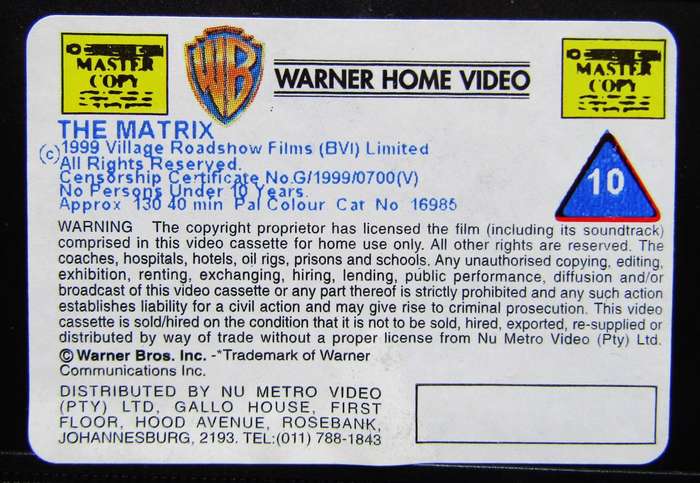 MASTER
COPY
WB
WARNER HOME VIDEO
MASTER
COPY
THE MATRIX
(c) 1999 Village Roadshow Films (BVI) Limited
All Rights Reserved.
Censorship Certificate No.G/1999/0700(V)
No Persons Under 10 Years.
Approx 130 40 min Pal Colour Cat No 16985
10
WARNING The copyright proprietor has licensed the film (including its soundtrack)
comprised in this video cassette for home use only. All other rights are reserved. The
coaches, hospitals, hotels, oil rigs, prisons and schools. Any unauthorised copying, editing,
exhibition, renting, exchanging, hiring, lending, public performance, diffusion and/or
broadcast of this video cassette or any part thereof is strictly prohibited and any such action
establishes liability for a civil action and may give rise to criminal prosecution. This video
cassette is sold/hired on the condition that it is not to be sold, hired, exported, re-supplied or
distributed by way of trade without a proper license from Nu Metro Video (Pty) Ltd.
© Warner Bros. Inc. -*Trademark of Warner
Communications Inc.
DISTRIBUTED BY NU METRO VIDEO
(PTY) LTD, GALLO HOUSE, FIRST
FLOOR, HOOD AVENUE, ROSEBANK,
JOHANNESBURG, 2193. TEL:(011) 788-1843